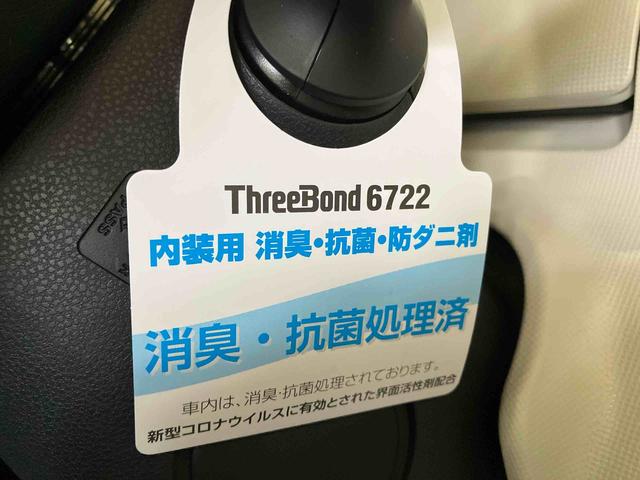 ThreeBond 6722
内装用 消臭・抗菌・防ダニ剤
消臭・抗菌処理済
車内は、消臭・抗菌処理されております。
新型コロナウイルスに有効とされた界面活性剤配合